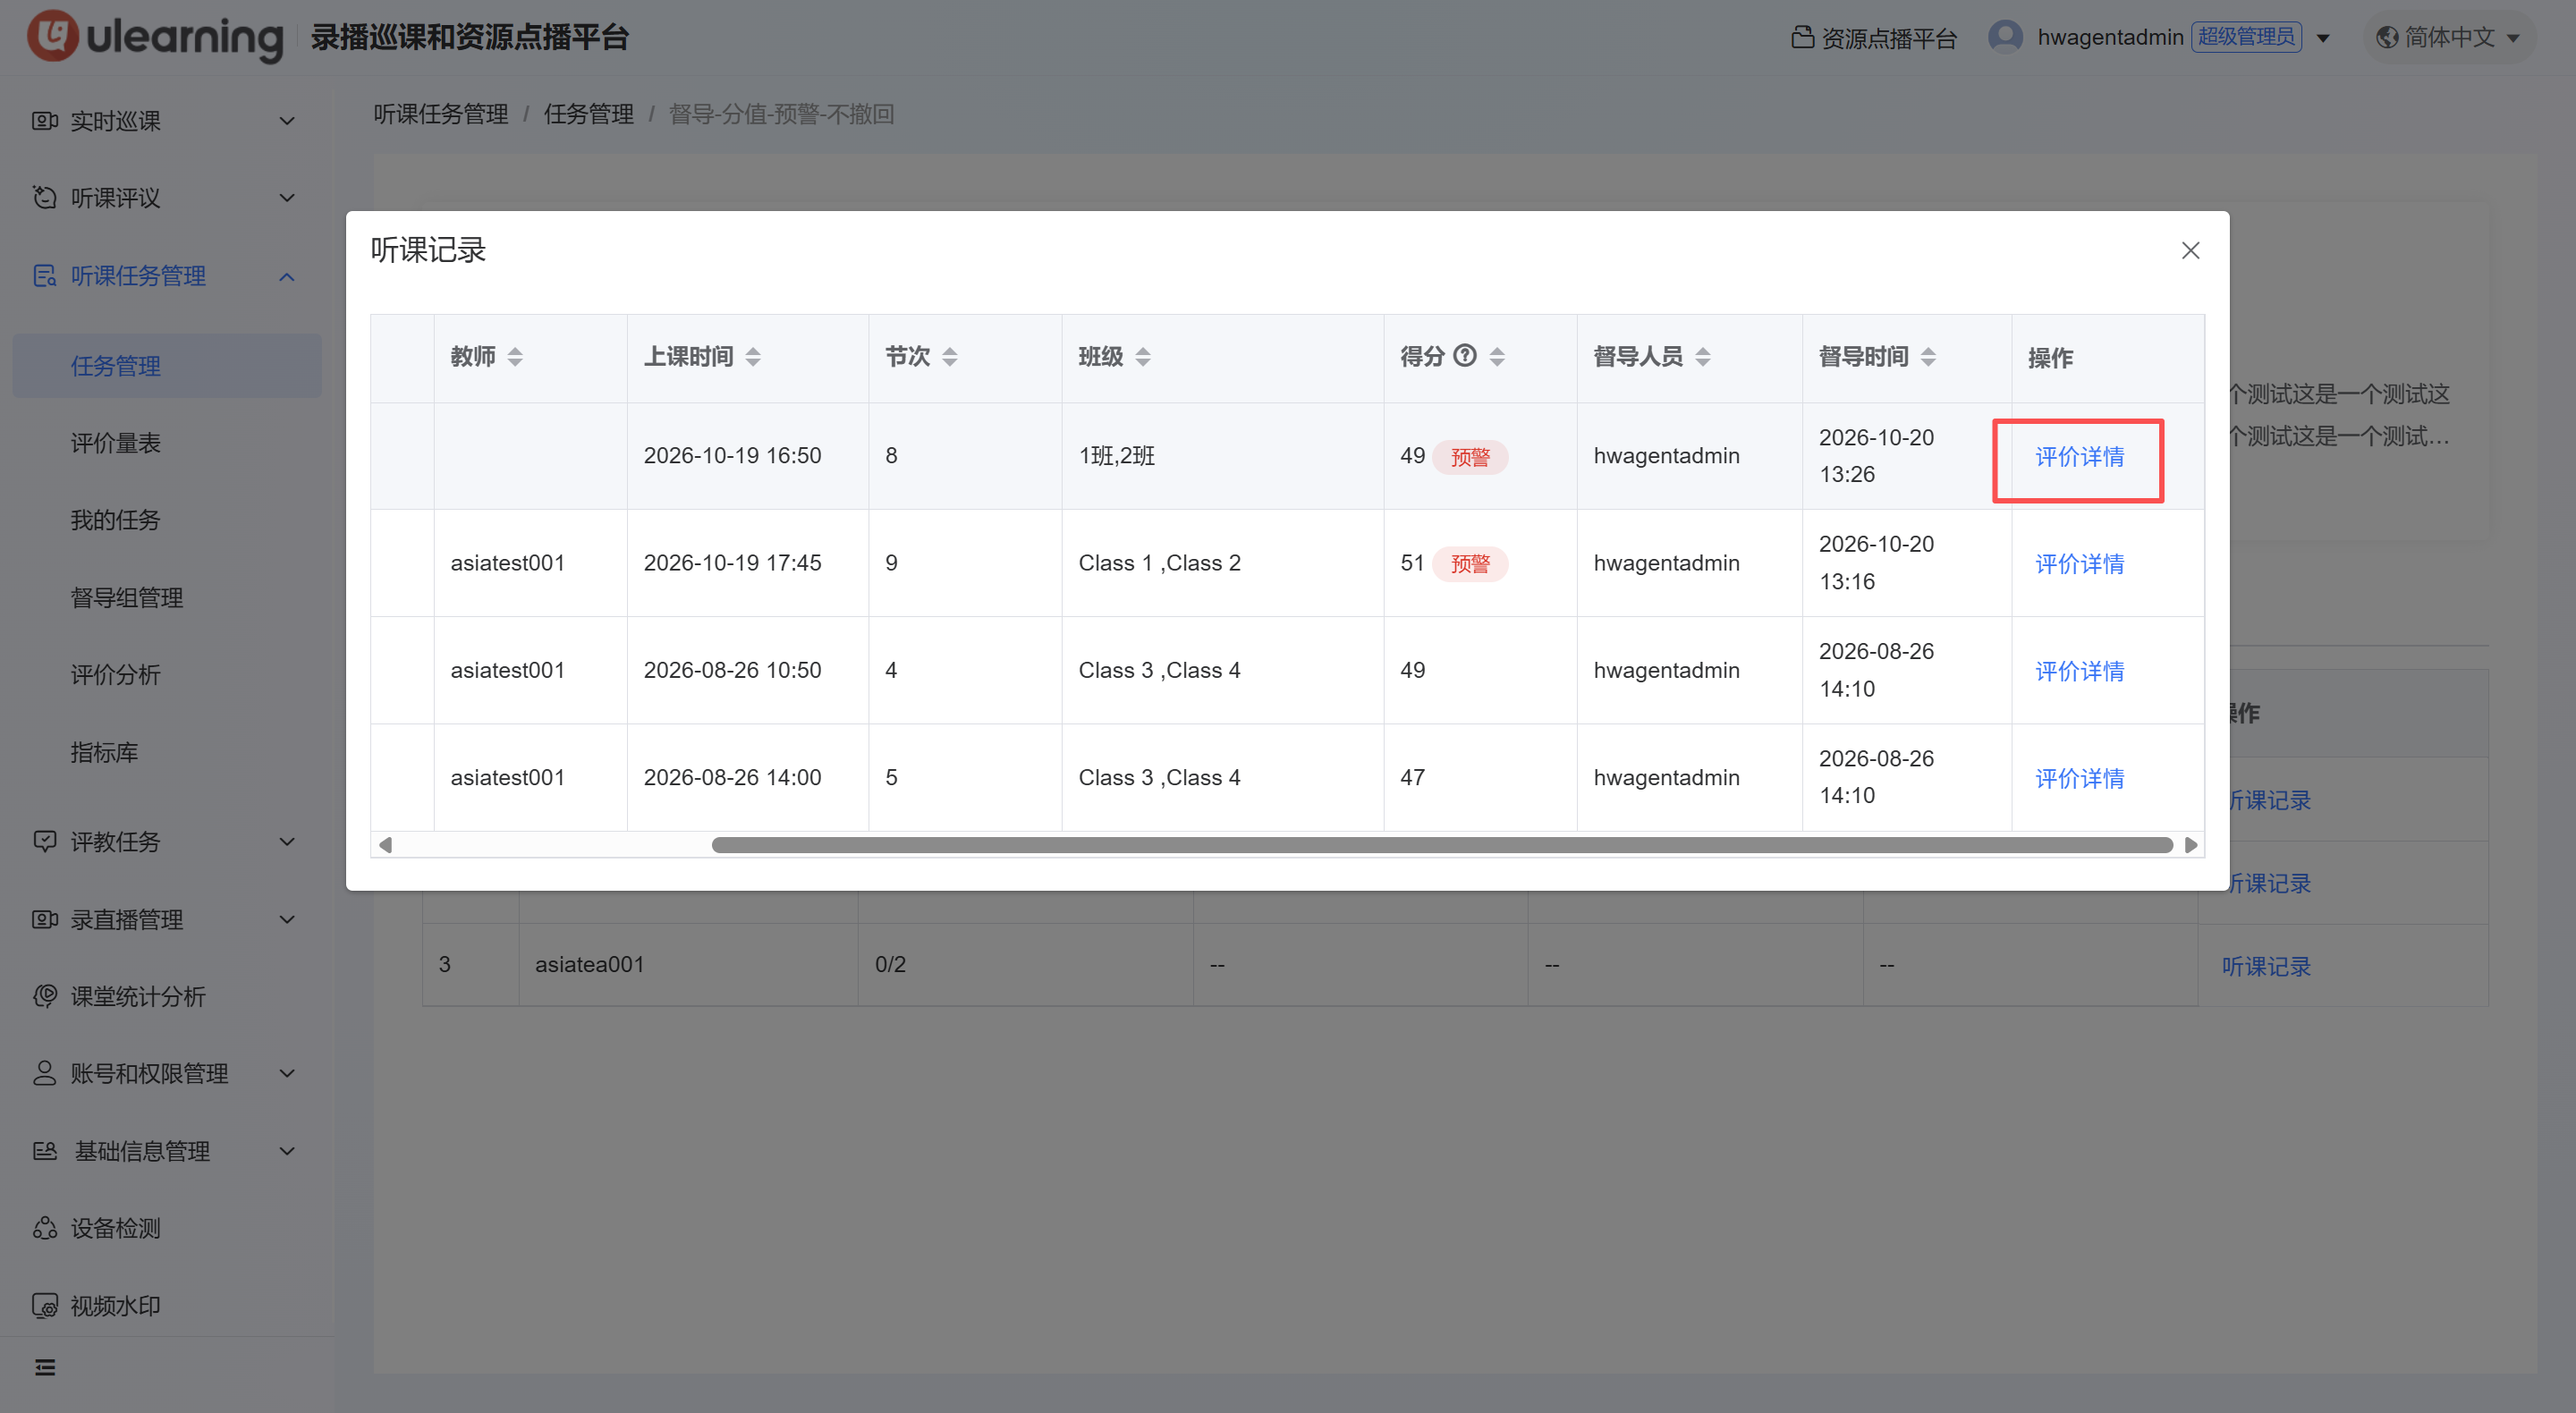 ulearning 录播巡课和资源点播平台 资源点播平台 hwagentadmin 超级管理员 简体中文
实时巡课
听课评议
听课任务管理
任务管理
评价量表
我的任务
督导组管理
评价分析
指标库
评教任务
录直播管理
课堂统计分析
账号和权限管理
基础信息管理
设备检测
视频水印
听课任务管理 / 任务管理 / 督导-分值-预警-不撤回
个测试这是一个测试这
个测试这是一个测试...
听课记录
教师 上课时间 节次 班级 得分 督导人员 督导时间 操作
2026-10-19 16:50 8 1班,2班 49 预警 hwagentadmin 2026-10-20 13:26 评价详情
asiatest001 2026-10-19 17:45 9 Class 1 ,Class 2 51 预警 hwagentadmin 2026-10-20 13:16 评价详情
asiatest001 2026-08-26 10:50 4 Class 3 ,Class 4 49 hwagentadmin 2026-08-26 14:10 评价详情
asiatest001 2026-08-26 14:00 5 Class 3 ,Class 4 47 hwagentadmin 2026-08-26 14:10 评价详情
操作
听课记录
听课记录
3 asiatea001 0/2 -- -- -- 听课记录